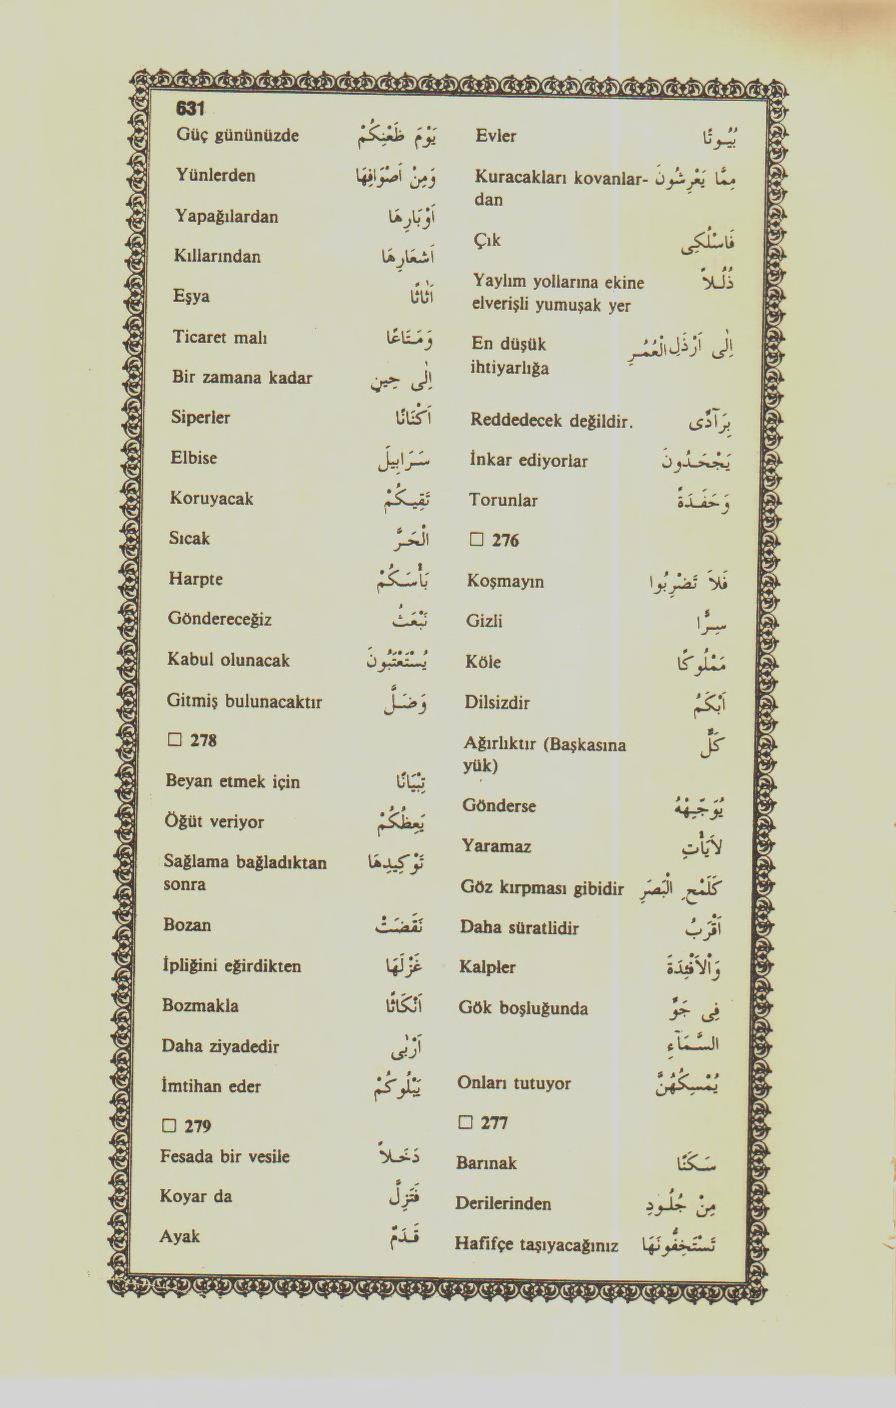 631
Evler بُيُوتًا
Kuracakları kovanlar- مِمَّا يَعْرِشُونَ
dan
Çık فَاسْلُكِى
Yaylım yollarına ekine ذُلُلاً
elverişli yumuşak yer
En düşük اِلٰى اَرْذَلِ الْعُمُرِ
ihtiyarlığa
Reddedecek değildir. بِرَآدّى
İnkar ediyorlar يَجْحَدُونَ
Torunlar وَحَفَدَةً
□ 276
Koşmayın فَلاَ تَضْرِبُوا
Gizli سِرًّا
Köle مَمْلُوكًا
Dilsizdir اَبْكَمُ
Ağırlıktır (Başkasına كَلٌّ
yük)
Gönderse يُوَجِّهْهُ
Yaramaz لاَيَأْتِ
Göz kırpması gibidir كَلَمْحِ الْبَصَرِ
Daha süratlidir اَقْرَبُ
Kalpler وَالْاَفْئِدَةَ
Gök boşluğunda فِى جَوِّ
السَّمَآءِ
Onları tutuyor يُمْسِكُهُنَّ
□ 277
Barınak سَكَنًا
Derilerinden مِنْ جُلُودِ
Hafifçe taşıyacağınız تَسْتَخِفُّونَهَا
Güç gününüzde يَوْمَ ظَعْنِكُمْ
Yünlerden وَمِنْ اَصْوَافِهَا
Yapağılardan اَوْبَارِهَا
Kıllarından اَشْعَارِهَا
Eşya اَثَاثًا
Ticaret malı وَمَتَاعًا
Bir zamana kadar اِلٰى حِينٍ
Siperler اَكْنَانًا
Elbise سَرَابِيلَ
Koruyacak تَقِيكُمْ
Sıcak الْحَرَّ
Harpte بَأْسَكُمْ
Göndereceğiz نَبْعَثُ
Kabul olunacak يُسْتَعْتَبُونَ
Gitmiş bulunacaktır وَضَلَّ
□ 278
Beyan etmek için تِبْيَانًا
Öğüt veriyor يَعِظُكُمْ
Sağlama bağladıktan تَوْكِيدِهَا
sonra
Bozan نَقَضَتْ
İpliğini eğirdikten غَزْلَهَا
Bozmakla اَنْكَاثًا
Daha ziyadedir اَرْبٰى
İmtihan eder يَبْلُوكُمْ
□ 279
Fesada bir vesile دَخَلاً
Koyar da فَتَزِلَّ
Ayak قَدَمٌ